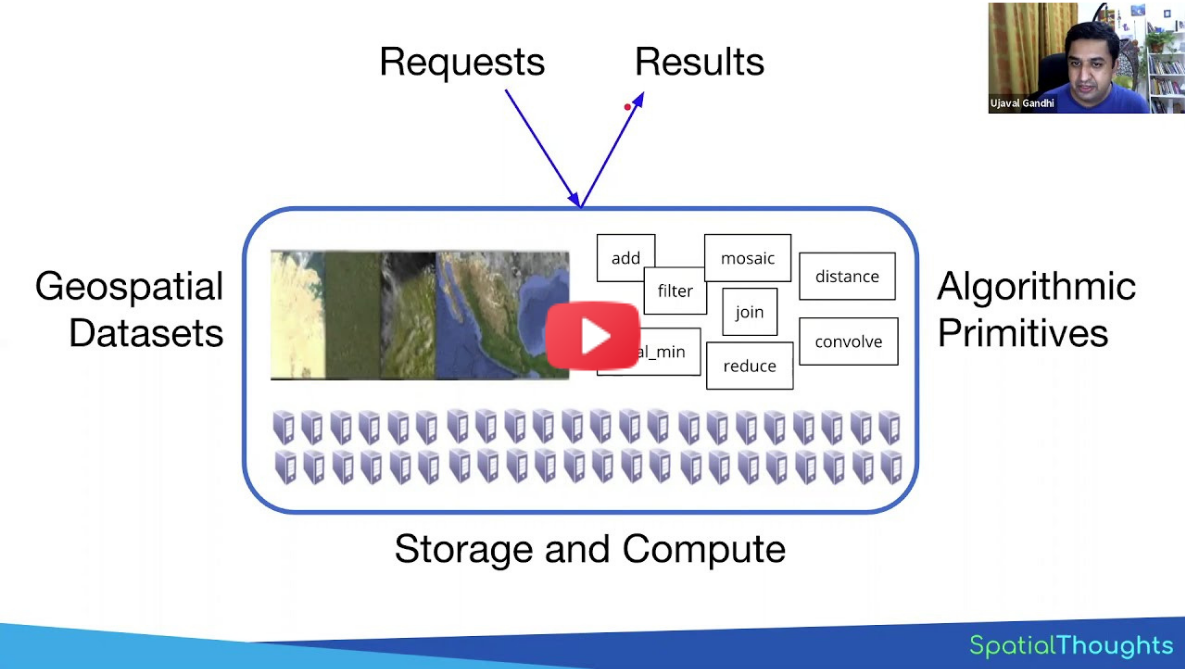 Requests
Results
Ujaval Gandhi
Geospatial
Datasets
add
mosaic
filter
distance
join
al_min
convolve
reduce
Algorithmic
Primitives
Storage and Compute
SpatialThoughts